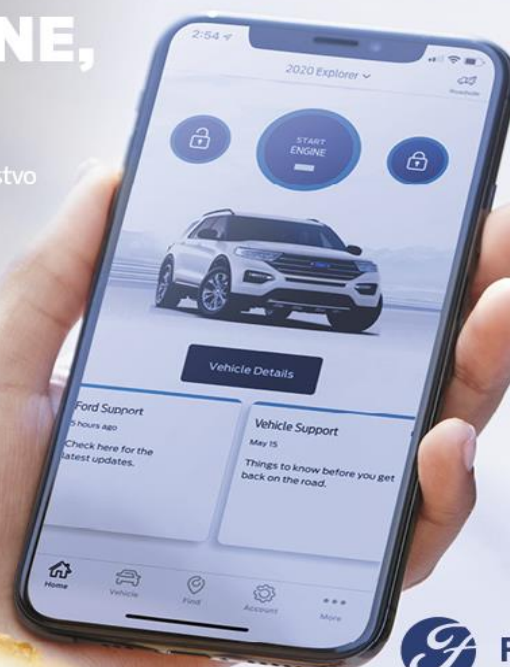 NE,
stvo
2:54
2020 Explorer
Roadside
START
ENGINE
Vehicle Details
Ford Support
5 hours ago
Check here for the
latest updates.
Vehicle Support
May 15
Things to know before you get
back on the road.
Home
Vehicle
Find
Account
More
F